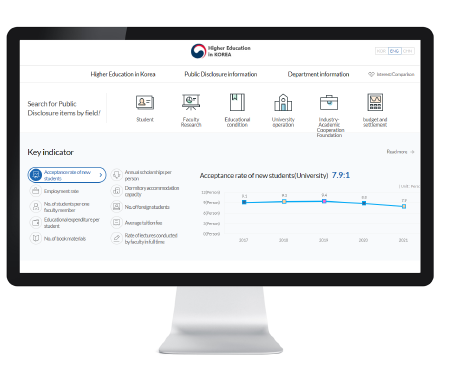 Higher Education
in KOREA
KOR ENG
Higher Education in Korea
Public Disclosure information
Department information
Interest Comparison
Search for Public
Disclosure items by field!
Student
Faculty
Research
Educational
condition
University
operation
Industry-
Academic
Cooperation
Foundation
budget and
settlement
Key indicator
Read more
Acceptance rate of new
students
Employment rate
No. of students per one
faculty member
Educational expenditure per
student
No. of book materials
Annual scholarships per
person
Dormitory accommodation
capacity
No. of foreign students
Average tuition fee
Rate of lectures conducted
by faculty in full time
Acceptance rate of new students(University) 7.9:1
12(Person)
9(Person)
6(Person)
3(Person)
0(Person)
9.1
9.3
9.4
8.8
7.9
2017
2018
2019
2020
2021